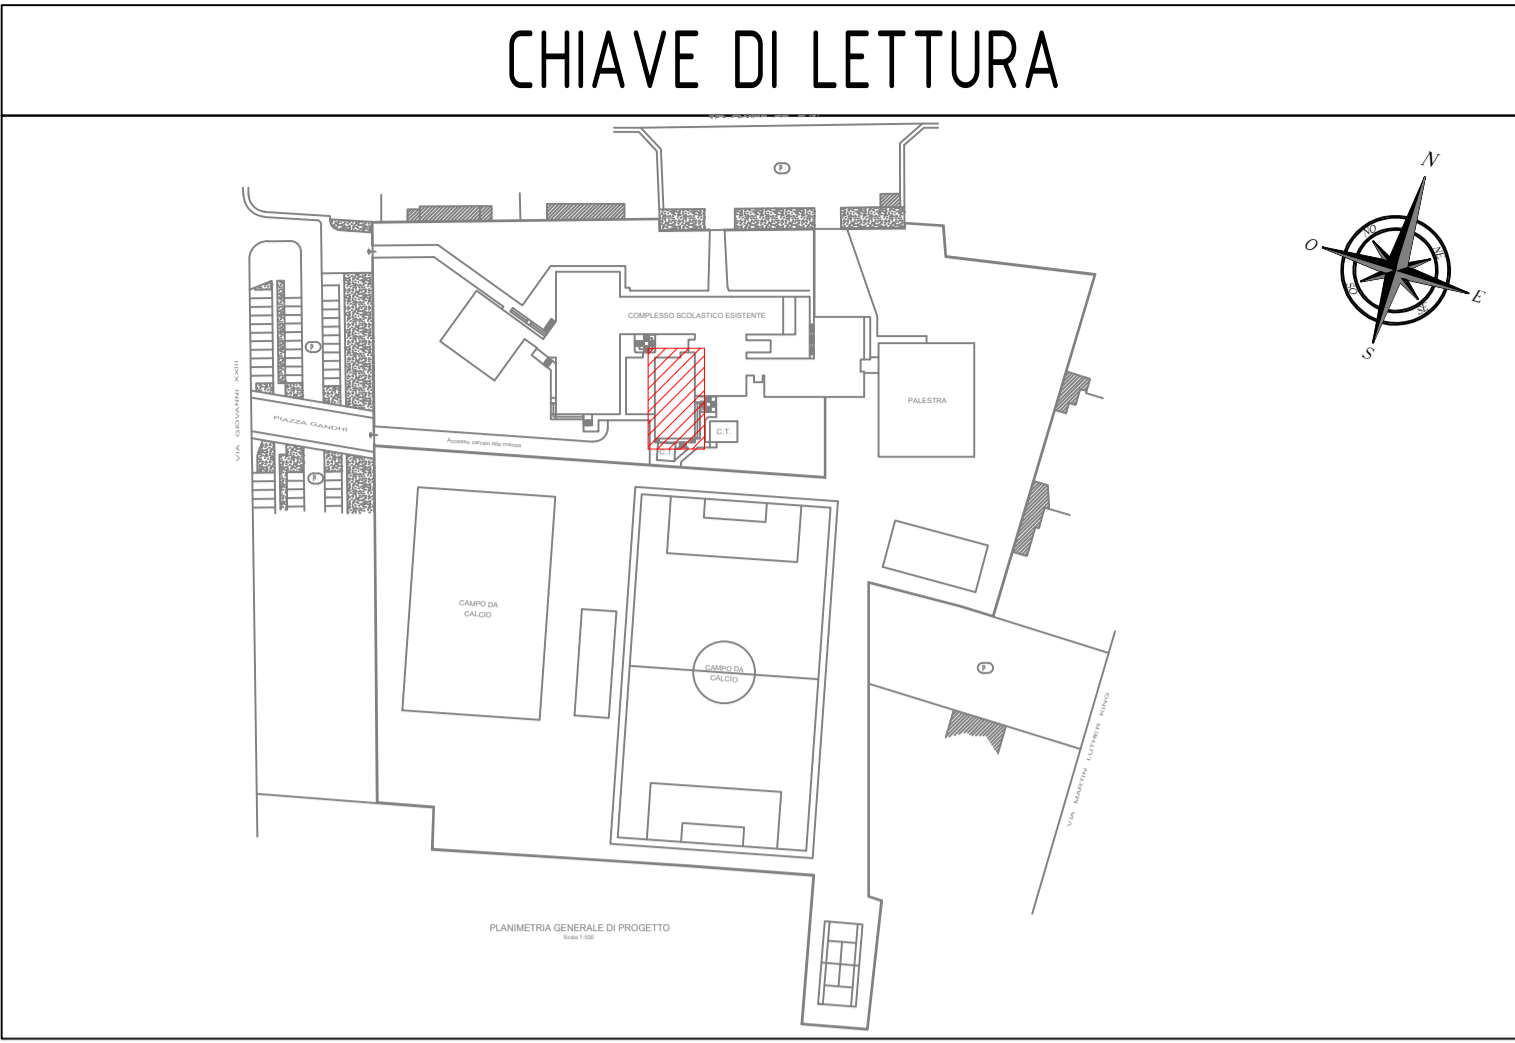 CHIAVE DI LETTURA
P
N
O
NO
NE
SO
SE
E
S
COMPLESSO SCOLASTICO ESISTENTE
P
VIA GIOVANNI XXIII
PIAZZA GANDHI
Accesso carraio alla mensa
PALESTRA
C.T.
C.T.
P
CAMPO DA
CALCIO
CAMPO DA
CALCIO
P
VIA MARTIN LUTHER KING
PLANIMETRIA GENERALE DI PROGETTO
Scala 1:500